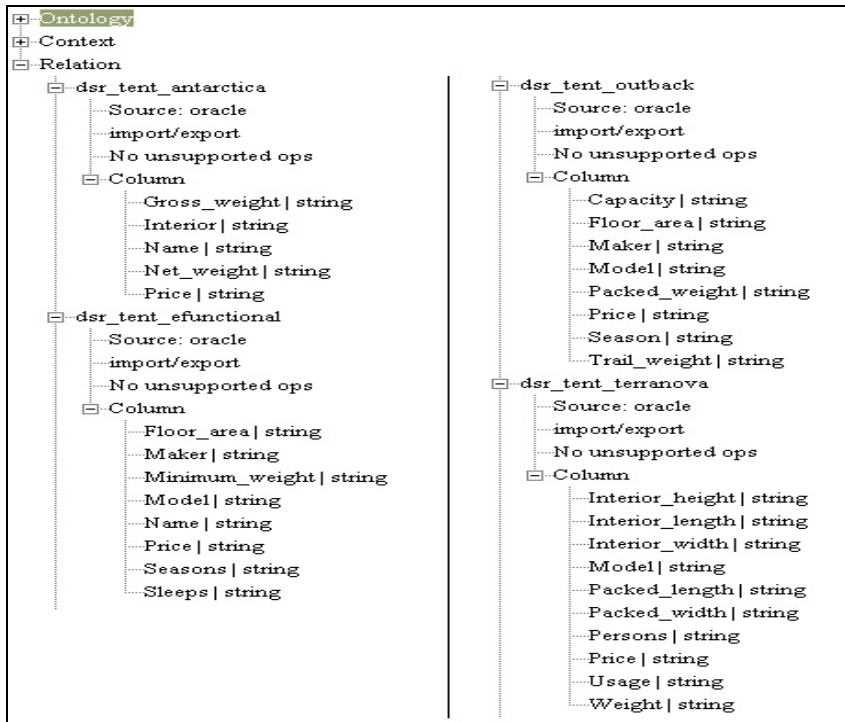 Ontology
Context
Relation
dsr_tent_antarctica
Source: oracle
import/export
No unsupported ops
Column
Gross_weight | string
Interior | string
Name | string
Net_weight | string
Price | string
dsr_tent_efunctional
Source: oracle
import/export
No unsupported ops
Column
Floor_area | string
Maker | string
Minimum_weight | string
Model | string
Name | string
Price | string
Seasons | string
Sleeps | string
dsr_tent_outback
Source: oracle
import/export
No unsupported ops
Column
Capacity | string
Floor_area | string
Maker | string
Model | string
Packed_weight | string
Price | string
Season | string
Trail_weight | string
dsr_tent_terranova
Source: oracle
import/export
No unsupported ops
Column
Interior_height | string
Interior_length | string
Interior_width | string
Model | string
Packed_length | string
Packed_width | string
Persons | string
Price | string
Usage | string
Weight | string